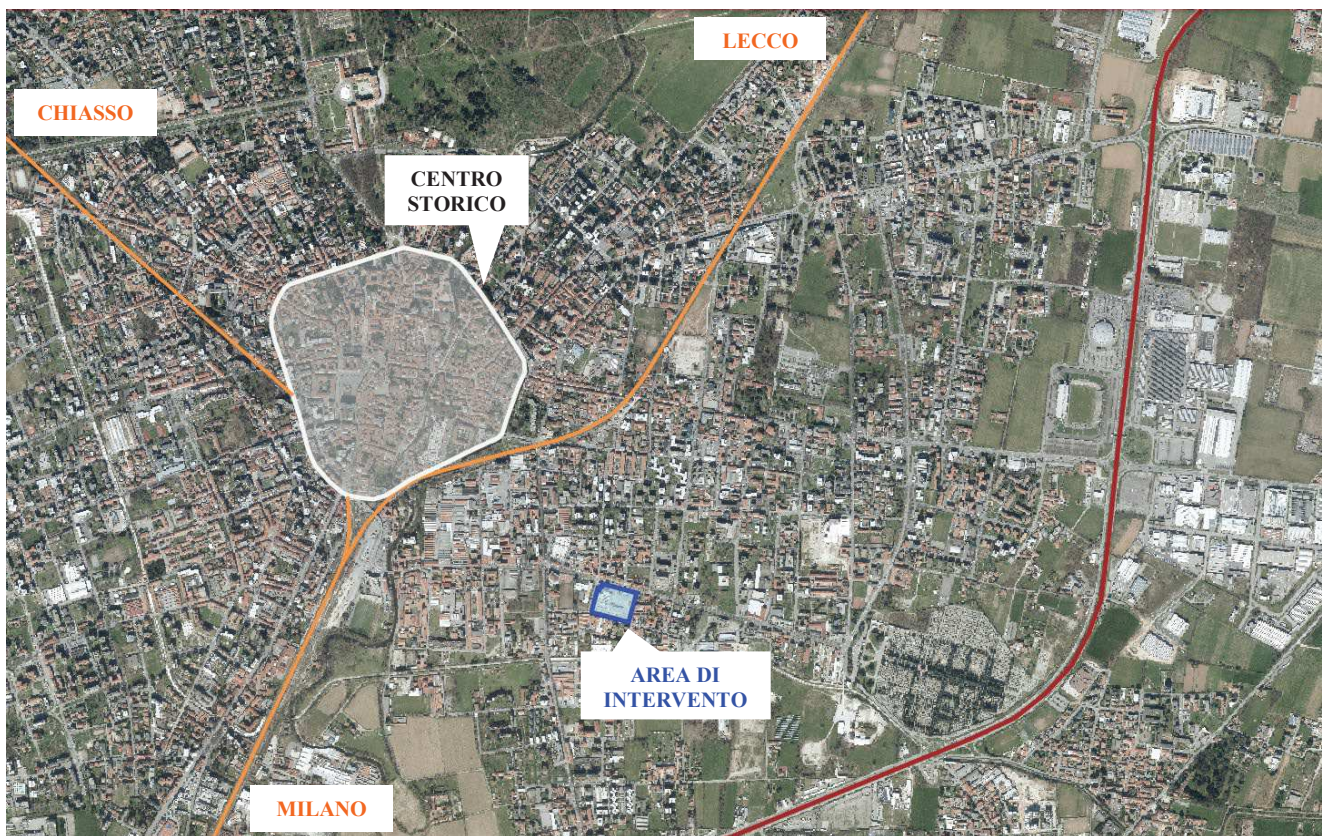 LECCO
CHIASSO
CENTRO
STORICO
AREA DI
INTERVENTO
MILANO